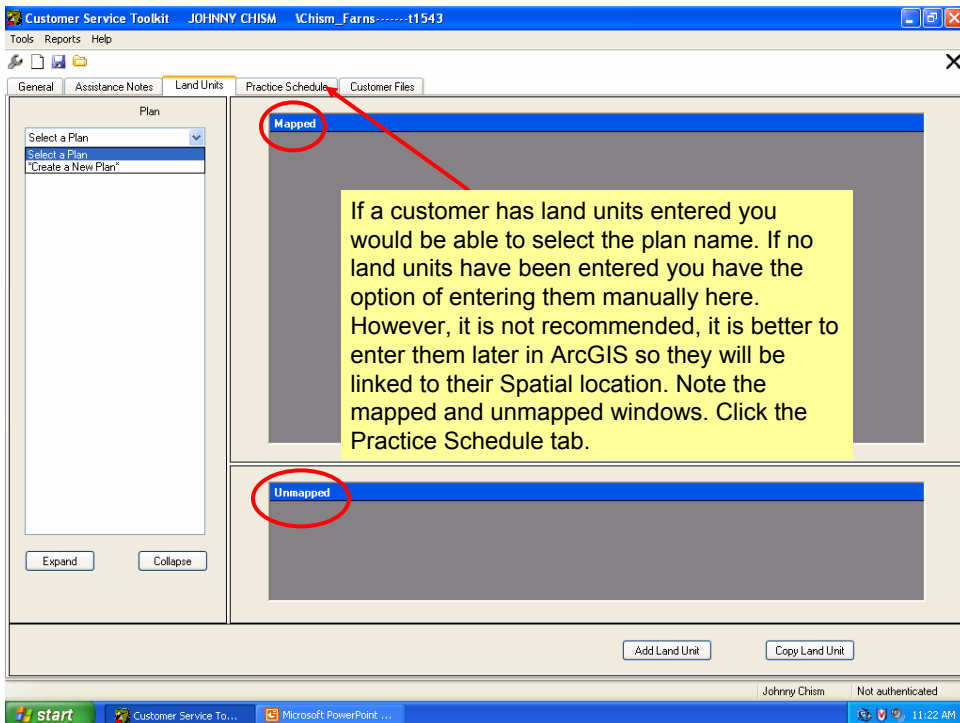 Customer Service Toolkit JOHNNY CHISM \Chism_Farns-------t1543
Tools Reports Help
General Assistance Notes Land Units Practice Schedule Customer Files
Plan
Select a Plan
Select a Plan
"Create a New Plan"
Mapped
If a customer has land units entered you
would be able to select the plan name. If no
land units have been entered you have the
option of entering them manually here.
However, it is not recommended, it is better to
enter them later in ArcGIS so they will be
linked to their Spatial location. Note the
mapped and unmapped windows. Click the
Practice Schedule tab.
Unmapped
Expand Collapse
Add Land Unit Copy Land Unit
Johnny Chism Not authenticated
start Customer Service To... Microsoft PowerPoint ... 11:22 AM